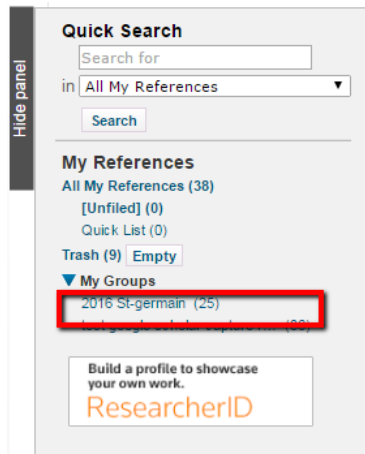 Hide panel
Quick Search
Search for
in All My References
Search
My References
All My References (38)
[Unfiled] (0)
Quick List (0)
Trash (9) Empty
My Groups
2016 St-germain (25)
Build a profile to showcase
your own work.
ResearcherID